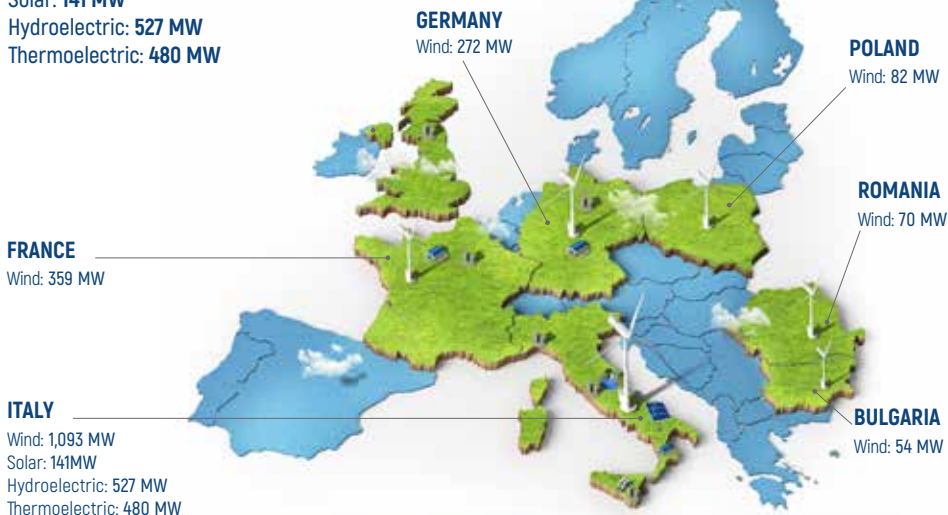 Solar: 141 MW
Hydroelectric: 527 MW
Thermoelectric: 480 MW
GERMANY
Wind: 272 MW
POLAND
Wind: 82 MW
ROMANIA
Wind: 70 MW
FRANCE
Wind: 359 MW
ITALY
Wind: 1,093 MW
Solar: 141MW
Hydroelectric: 527 MW
Thermoelectric: 480 MW
BULGARIA
Wind: 54 MW